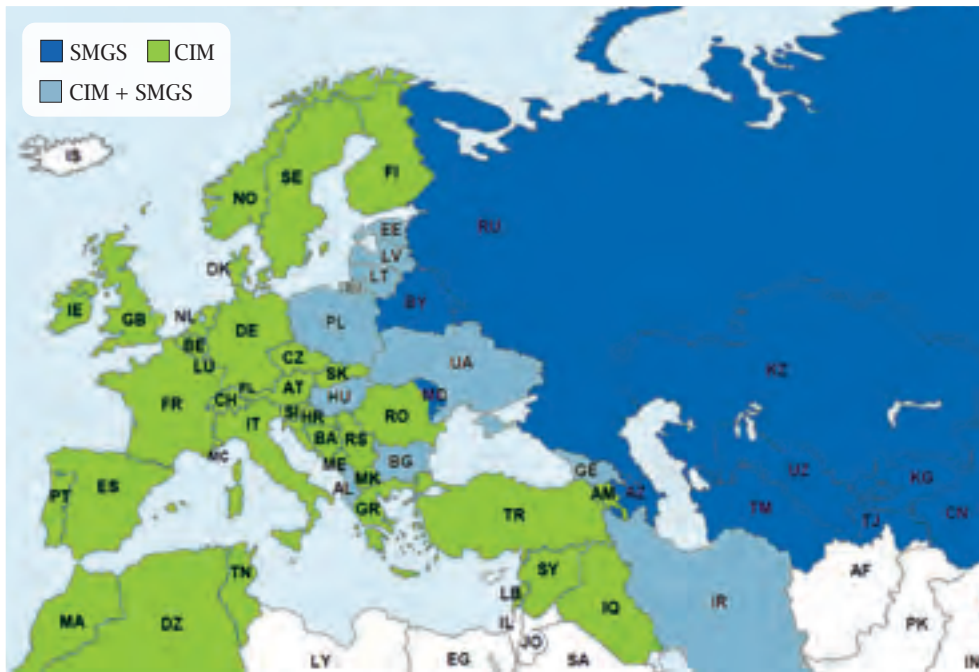 SMGS CIM
CIM + SMGS
IS
NO
SE
FI
RU
EE
LV
LT
DK
RU
BY
IE
GB
NL
BE
LU
DE
PL
UA
CZ
SK
KZ
FR
CH
FL
AT
HU
MD
SI
HR
RO
IT
BA
RS
MC
ME
BG
MK
AL
GR
PT
ES
GE
AM
AZ
TR
UZ
KG
TM
TJ
CN
TN
SY
LB
IQ
IR
AF
MA
DZ
IL
JO
PK
LY
EG
SA